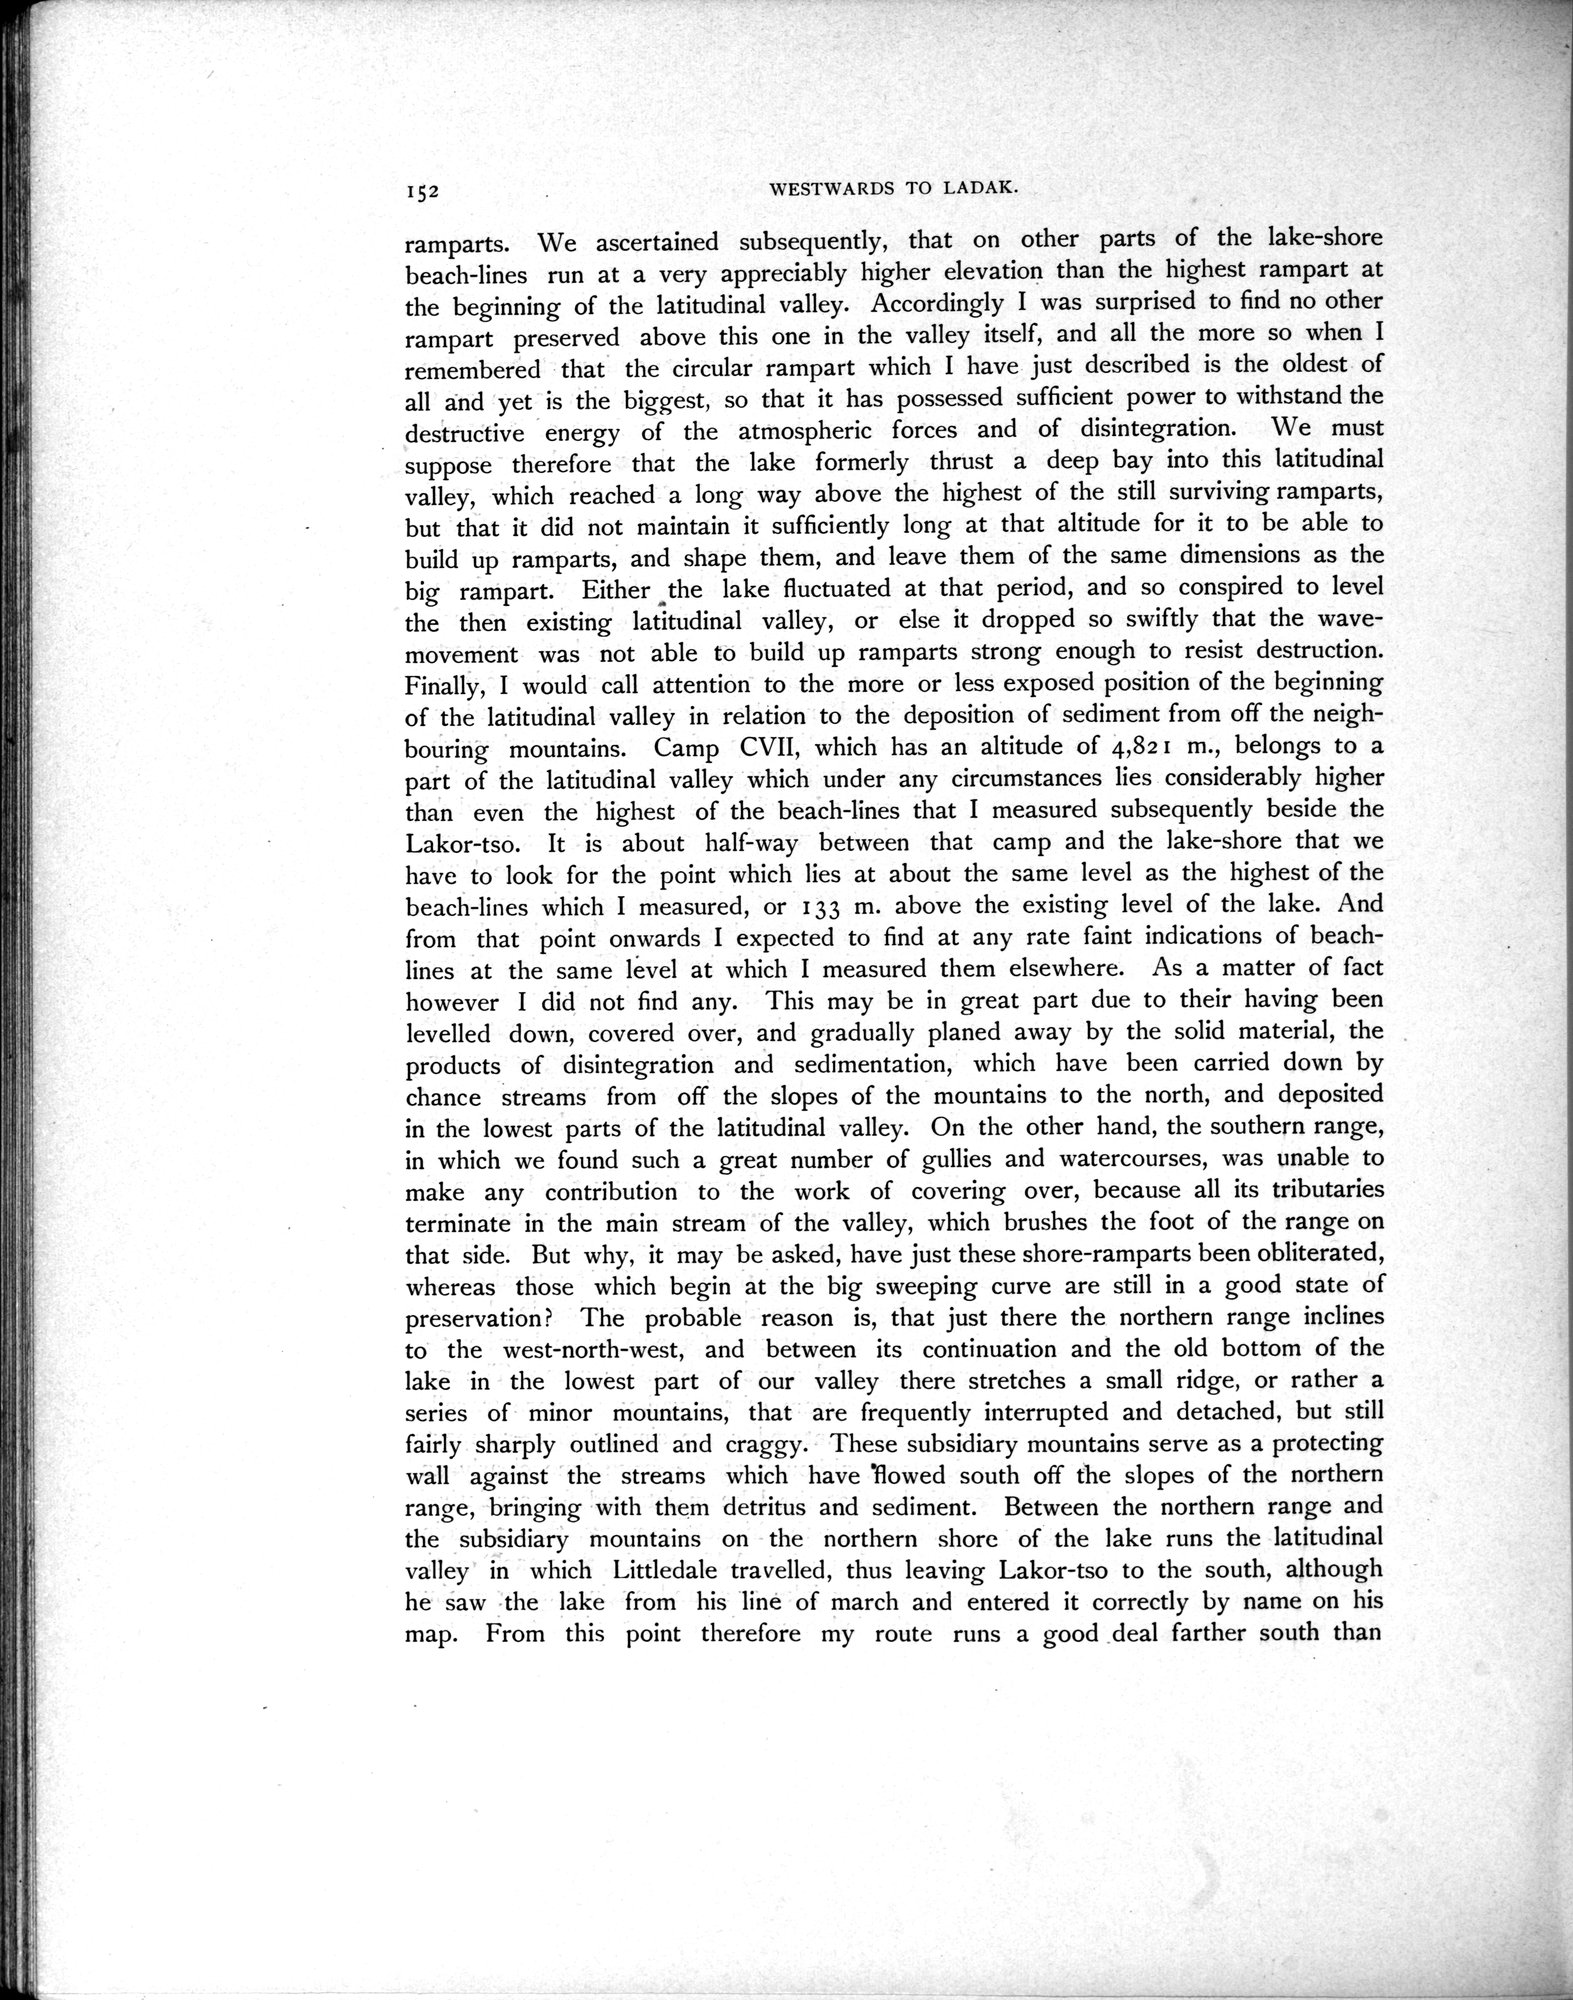 152
WESTWARDS TO LADAK.
ramparts. We ascertained subsequently, that on other parts of the lake-shore
beach-lines run at a very appreciably higher elevation than the highest rampart at
the beginning of the latitudinal valley. Accordingly I was surprised to find no other
rampart preserved above this one in the valley itself, and all the more so when I
remembered that the circular rampart which I have just described is the oldest of
all and yet is the biggest, so that it has possessed sufficient power to withstand the
destructive energy of the atmospheric forces and of disintegration. We must
suppose therefore that the lake formerly thrust a deep bay into this latitudinal
valley, which reached a long way above the highest of the still surviving ramparts,
but that it did not maintain it sufficiently long at that altitude for it to be able to
build up ramparts, and shape them, and leave them of the same dimensions as the
big rampart. Either the lake fluctuated at that period, and so conspired to level
the then existing latitudinal valley, or else it dropped so swiftly that the wave-
movement was not able to build up ramparts strong enough to resist destruction.
Finally, I would call attention to the more or less exposed position of the beginning
of the latitudinal valley in relation to the deposition of sediment from off the neigh-
bouring mountains. Camp CVII, which has an altitude of 4,821 m., belongs to a
part of the latitudinal valley which under any circumstances lies considerably higher
than even the highest of the beach-lines that I measured subsequently beside the
Lakor-tso. It is about half-way between that camp and the lake-shore that we
have to look for the point which lies at about the same level as the highest of the
beach-lines which I measured, or 133 m. above the existing level of the lake. And
from that point onwards I expected to find at any rate faint indications of beach-
lines at the same level at which I measured them elsewhere. As a matter of fact
however I did not find any. This may be in great part due to their having been
levelled down, covered over, and gradually planed away by the solid material, the
products of disintegration and sedimentation, which have been carried down by
chance streams from off the slopes of the mountains to the north, and deposited
in the lowest parts of the latitudinal valley. On the other hand, the southern range,
in which we found such a great number of gullies and watercourses, was unable to
make any contribution to the work of covering over, because all its tributaries
terminate in the main stream of the valley, which brushes the foot of the range on
that side. But why, it may be asked, have just these shore-ramparts been obliterated,
whereas those which begin at the big sweeping curve are still in a good state of
preservation? The probable reason is, that just there the northern range inclines
to the west-north-west, and between its continuation and the old bottom of the
lake in the lowest part of our valley there stretches a small ridge, or rather a
series of minor mountains, that are frequently interrupted and detached, but still
fairly sharply outlined and craggy. These subsidiary mountains serve as a protecting
wall against the streams which have flowed south off the slopes of the northern
range, bringing with them detritus and sediment. Between the northern range and
the subsidiary mountains on the northern shore of the lake runs the latitudinal
valley in which Littledale travelled, thus leaving Lakor-tso to the south, although
he saw the lake from his line of march and entered it correctly by name on his
map. From this point therefore my route runs a good deal farther south than